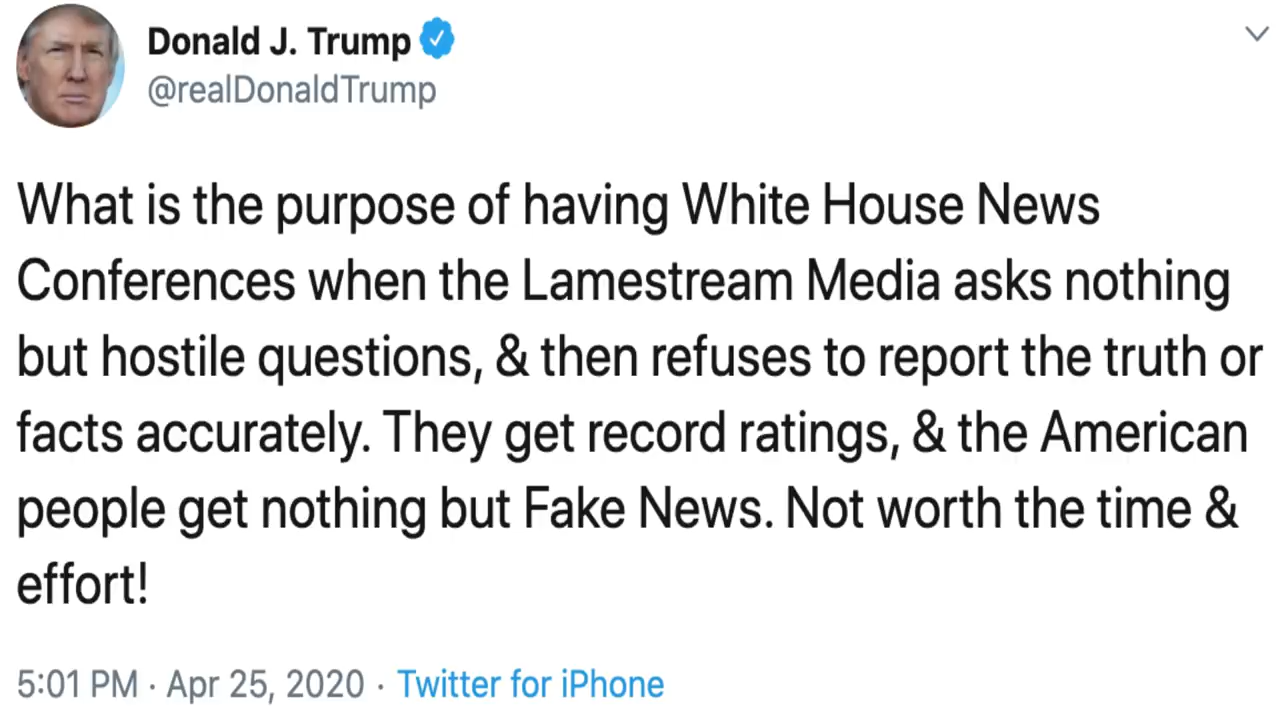 Donald J. Trump
@realDonaldTrump
What is the purpose of having White House News
Conferences when the Lamestream Media asks nothing
but hostile questions, & then refuses to report the truth or
facts accurately. They get record ratings, & the American
people get nothing but Fake News. Not worth the time &
effort!
5:01 PM · Apr 25, 2020 · Twitter for iPhone